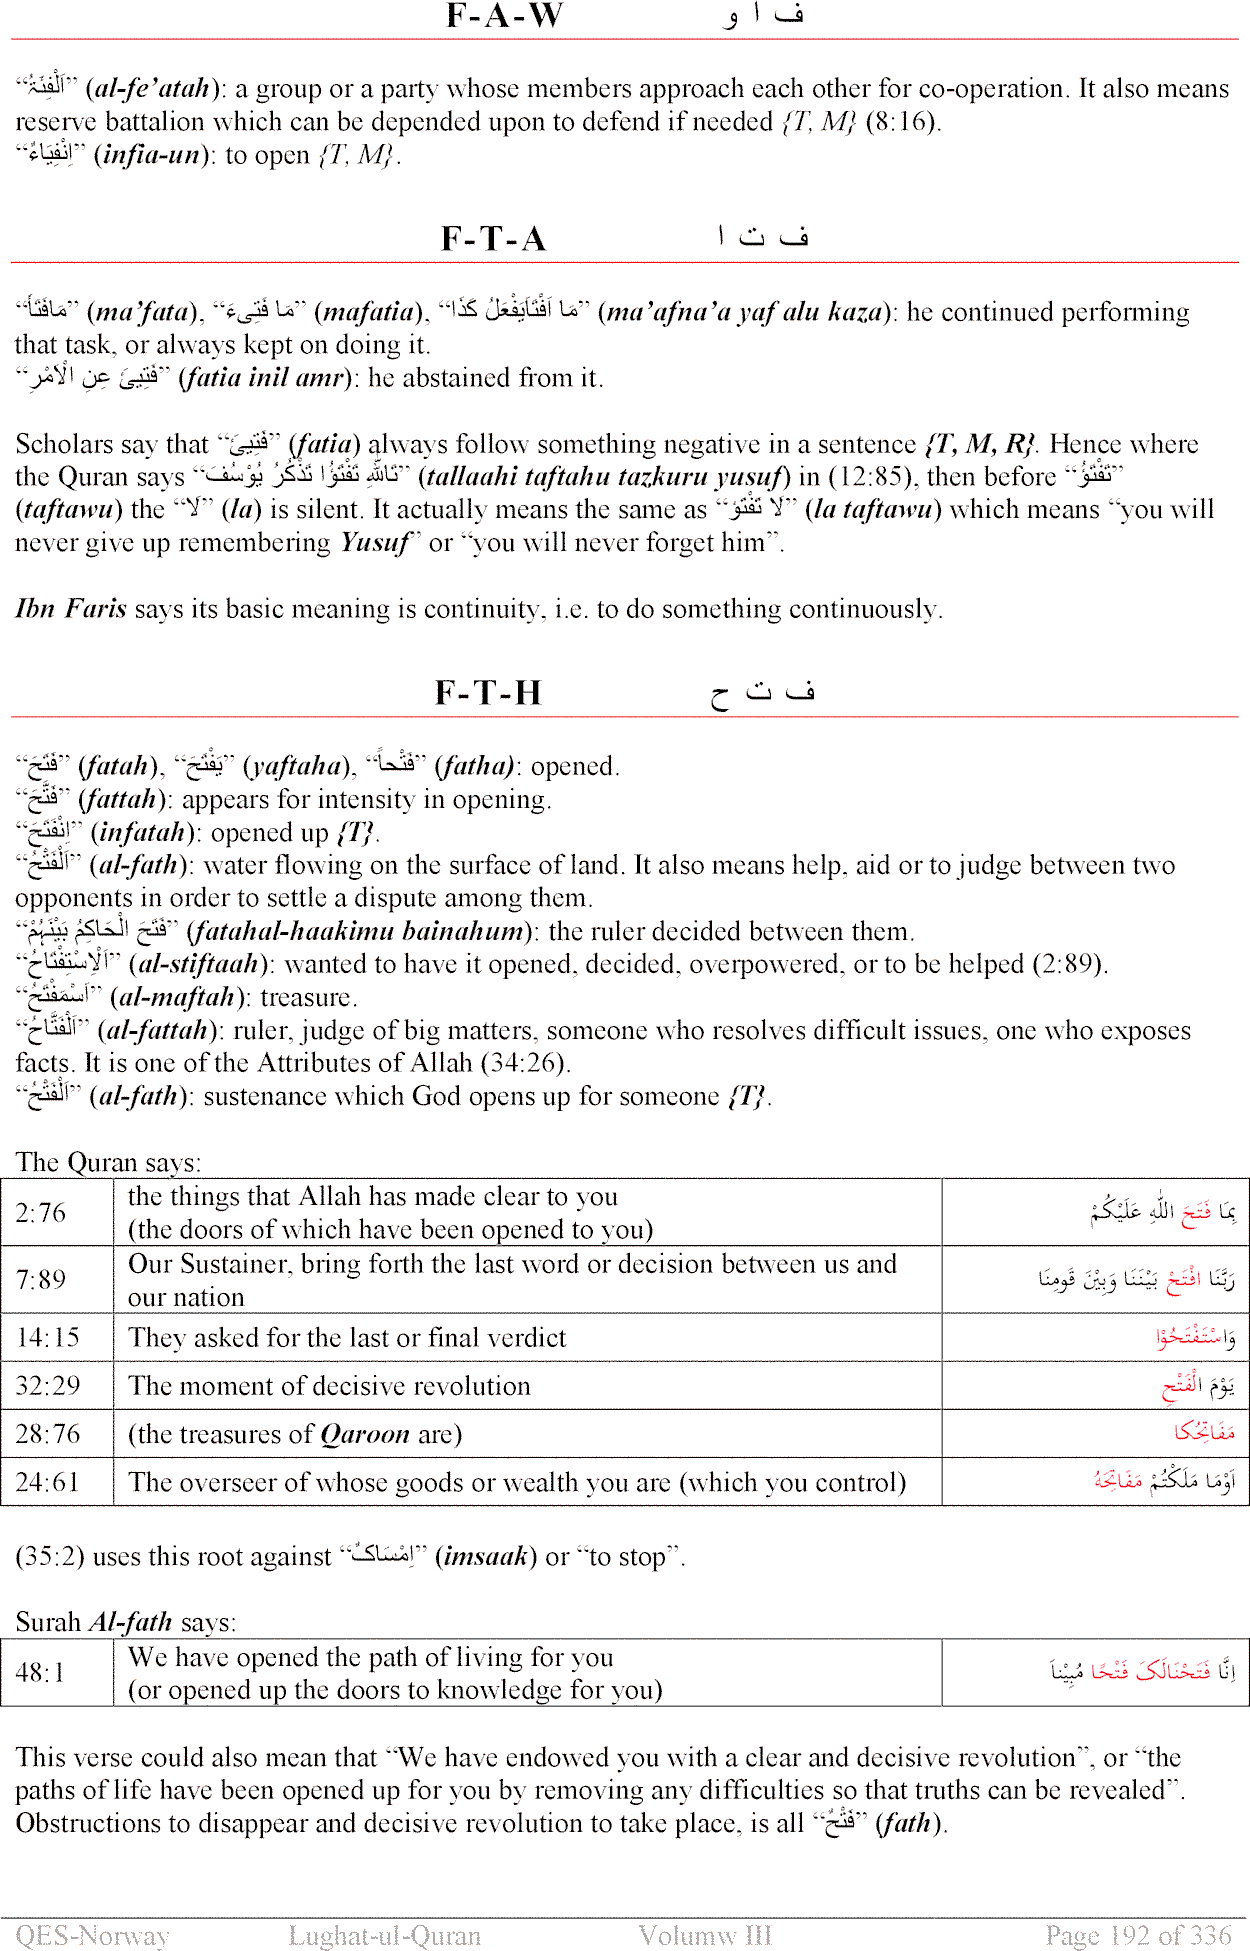 F-A-W ف ا و
“اَلْفِئَۃُ” (al-fe’atah): a group or a party whose members approach each other for co-operation. It also means
reserve battalion which can be depended upon to defend if needed {T, M} (8:16).
“اِنْفِیَاءٌ” (infia-un): to open {T, M}.
F-T-A ف ت ا
“مَافَتَأَ” (ma’fata), “مَا فَتِیءَ” (mafatia), “مَا اَفْتَأَیَفْعَلُ کَذَا” (ma’afna’a yaf alu kaza): he continued performing
that task, or always kept on doing it.
“فَتِیئَ عِنِ الْاَمْرِ” (fatia inil amr): he abstained from it.
Scholars say that “فَتِیئَ” (fatia) always follow something negative in a sentence {T, M, R}. Hence where
the Quran says “تَاللّٰہِ تَفْتَؤُا تَذْکُرُ یُوْسُفَ” (tallaahi taftahu tazkuru yusuf) in (12:85), then before “تَفْتَؤُ”
(taftawu) the “لَا” (la) is silent. It actually means the same as “لَا تَفْتَؤُ” (la taftawu) which means “you will
never give up remembering Yusuf” or “you will never forget him”.
Ibn Faris says its basic meaning is continuity, i.e. to do something continuously.
F-T-H ف ت ح
“فَتَحَ” (fatah), “یَفْتَحَ” (yaftaha), “فَتْحاً” (fatha): opened.
“فَتَّحَ” (fattah): appears for intensity in opening.
“اِنْفَتَحَ” (infatah): opened up {T}.
“اَلْفَتْحُ” (al-fath): water flowing on the surface of land. It also means help, aid or to judge between two
opponents in order to settle a dispute among them.
“فَتَحَ الْحَاکِمُ بَیْنَہُمْ” (fatahal-haakimu bainahum): the ruler decided between them.
“اَلْاِسْتِفْتَاحُ” (al-stiftaah): wanted to have it opened, decided, overpowered, or to be helped (2:89).
“اَسْمَفْتَحُ” (al-maftah): treasure.
“اَلْفَتَّاحُ” (al-fattah): ruler, judge of big matters, someone who resolves difficult issues, one who exposes
facts. It is one of the Attributes of Allah (34:26).
“اَلْفَتْحُ” (al-fath): sustenance which God opens up for someone {T}.
The Quran says:
2:76 the things that Allah has made clear to you
(the doors of which have been opened to you) بِمَا فَتَحَ اللّٰهِ عَلَيْكُمْ
7:89 Our Sustainer, bring forth the last word or decision between us and
our nation رَبَّنَا افْتَحْ بَيْنَنَا وَبِيْنَ قَومِنَا
14:15 They asked for the last or final verdict وَاسْتَفْتَحُوْا
32:29 The moment of decisive revolution يَوْمَ الْفَتْحِ
28:76 (the treasures of Qaroon are) مَفَاتِحُكا
24:61 The overseer of whose goods or wealth you are (which you control) اَوْمَا مَلَكْتُمْ مَفَاتِحَهُ
(35:2) uses this root against “اِمْسَاکٌ” (imsaak) or “to stop”.
Surah Al-fath says:
48:1 We have opened the path of living for you
(or opened up the doors to knowledge for you) اِنَّا فَتَحْنَالَکَ فَتْحًا مُبِيْناَ
This verse could also mean that “We have endowed you with a clear and decisive revolution”, or “the
paths of life have been opened up for you by removing any difficulties so that truths can be revealed”.
Obstructions to disappear and decisive revolution to take place, is all “فَتْحٌ” (fath).
QES-Norway Lughat-ul-Quran Volumw III Page 192 of 336